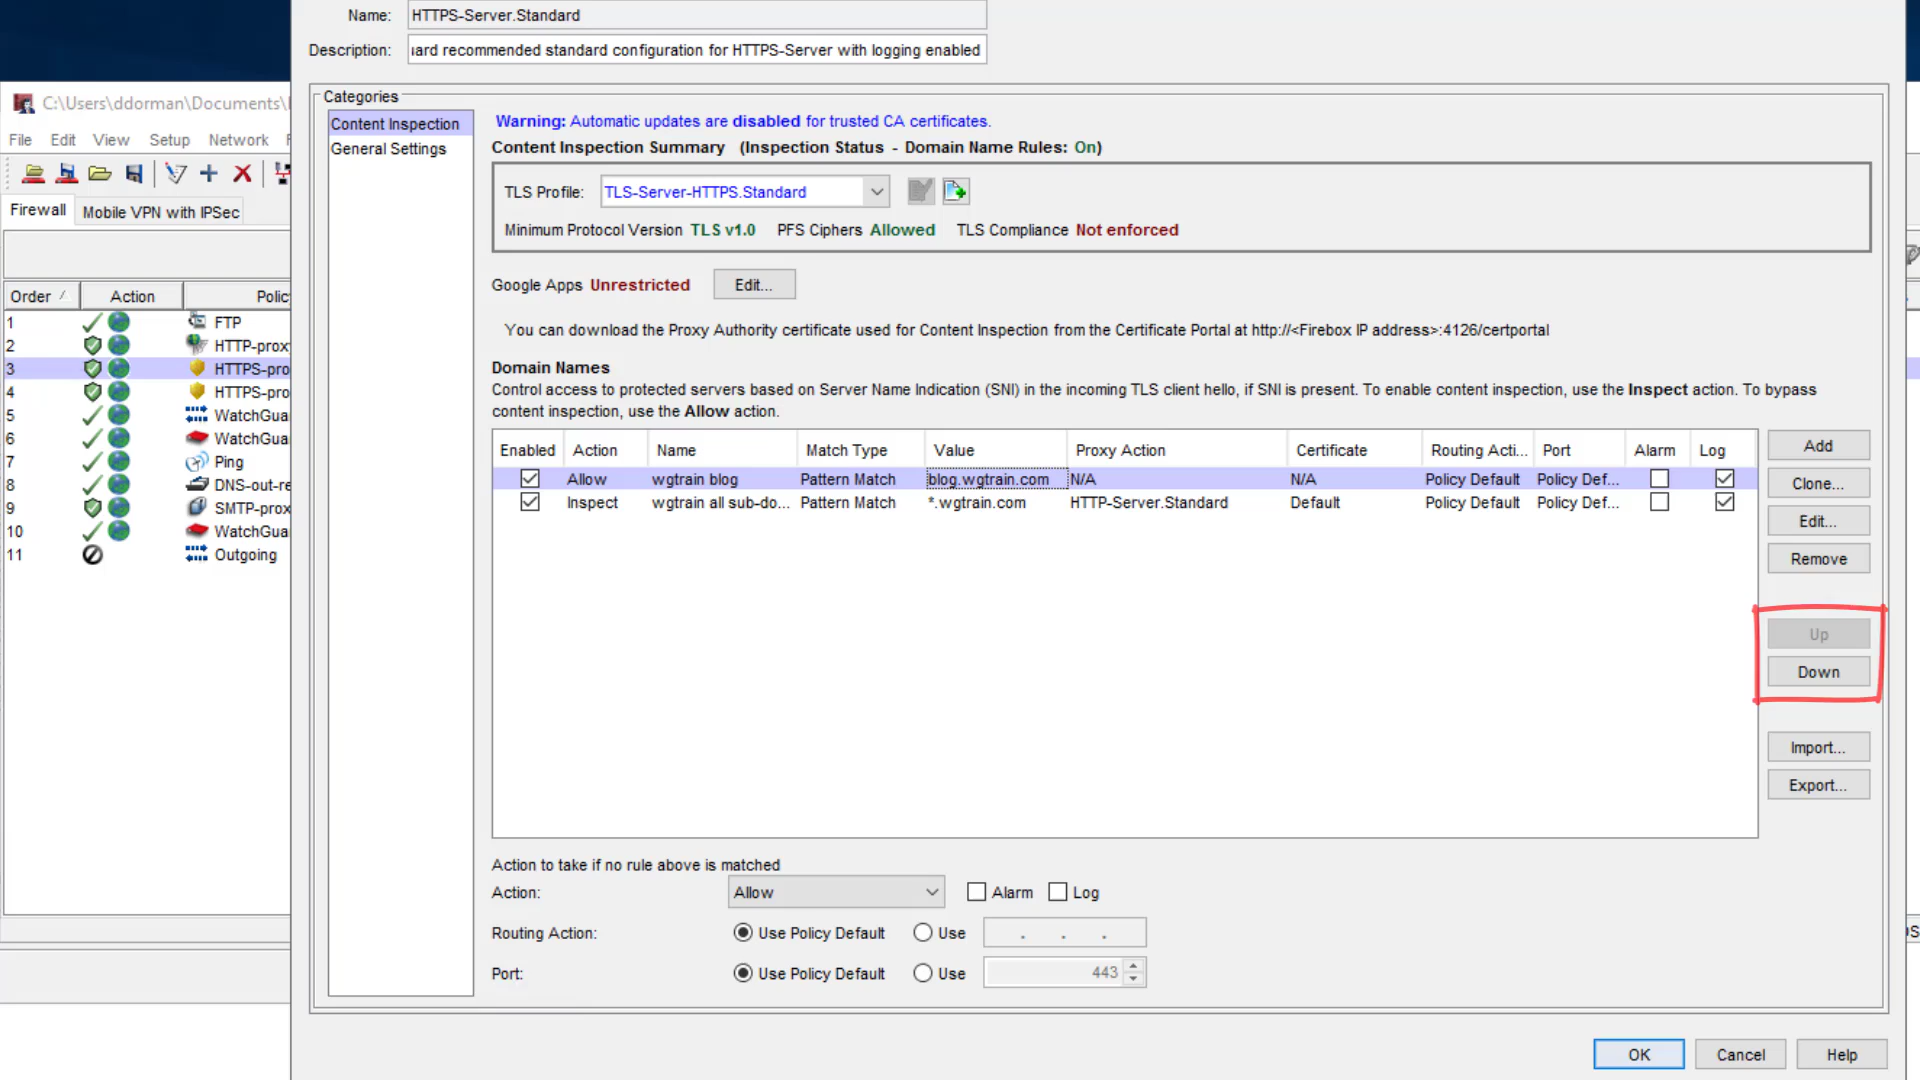 Name: HTTPS-Server.Standard
Description: ard recommended standard configuration for HTTPS-Server with logging enabled
C:\Users\ddorman\Documents\
File Edit View Setup Network
Firewall Mobile VPN with IPSec
Order Action Policy
1 FTP
2 HTTP-proxy
3 HTTPS-pro
4 HTTPS-pro
5 WatchGua
6 WatchGua
7 Ping
8 DNS-out-re
9 SMTP-prox
10 WatchGua
11 Outgoing
Categories
Content Inspection
General Settings
Warning: Automatic updates are disabled for trusted CA certificates.
Content Inspection Summary (Inspection Status - Domain Name Rules: On)
TLS Profile: TLS-Server-HTTPS.Standard
Minimum Protocol Version TLS v1.0 PFS Ciphers Allowed TLS Compliance Not enforced
Google Apps Unrestricted Edit...
You can download the Proxy Authority certificate used for Content Inspection from the Certificate Portal at http://<Firebox IP address>:4126/certportal
Domain Names
Control access to protected servers based on Server Name Indication (SNI) in the incoming TLS client hello, if SNI is present. To enable content inspection, use the Inspect action. To bypass
content inspection, use the Allow action.
Enabled Action Name Match Type Value Proxy Action Certificate Routing Acti... Port Alarm Log
Allow wgtrain blog Pattern Match blog.wgtrain.com N/A N/A Policy Default Policy Def...
Inspect wgtrain all sub-do... Pattern Match *.wgtrain.com HTTP-Server.Standard Default Policy Default Policy Def...
Add
Clone...
Edit...
Remove
Up
Down
Import...
Export...
Action to take if no rule above is matched
Action: Allow Alarm Log
Routing Action: Use Policy Default Use . . .
Port: Use Policy Default Use 443
OK Cancel Help